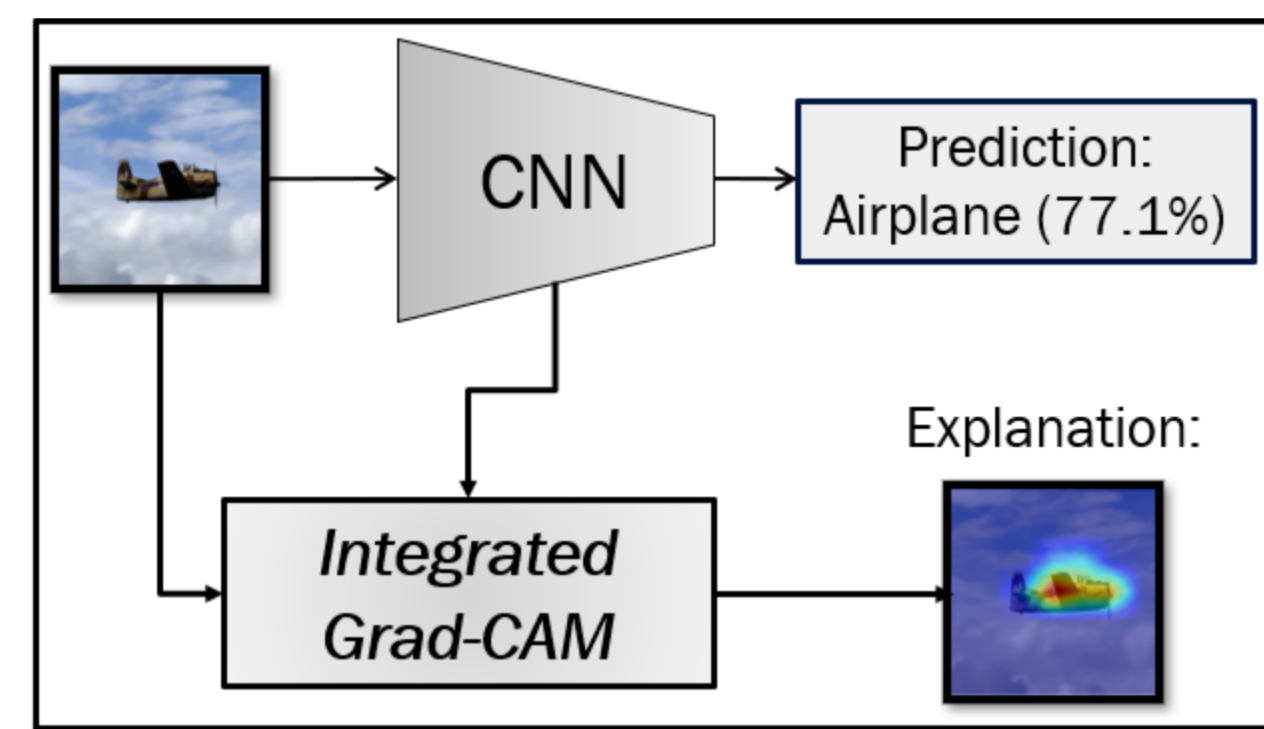 CNN
Prediction:
Airplane (77.1%)
Explanation:
Integrated
Grad-CAM